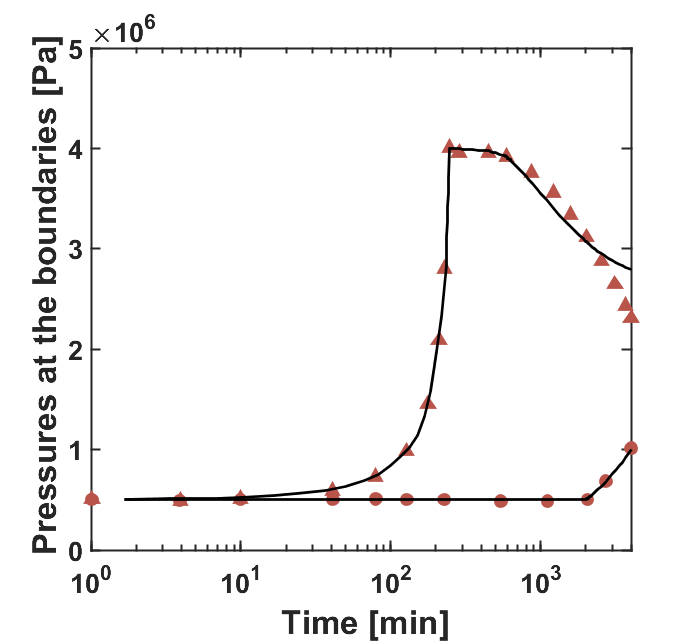 ×10⁶
Pressures at the boundaries [Pa]
5
4
3
2
1
0
10⁰ 10¹ 10² 10³
Time [min]